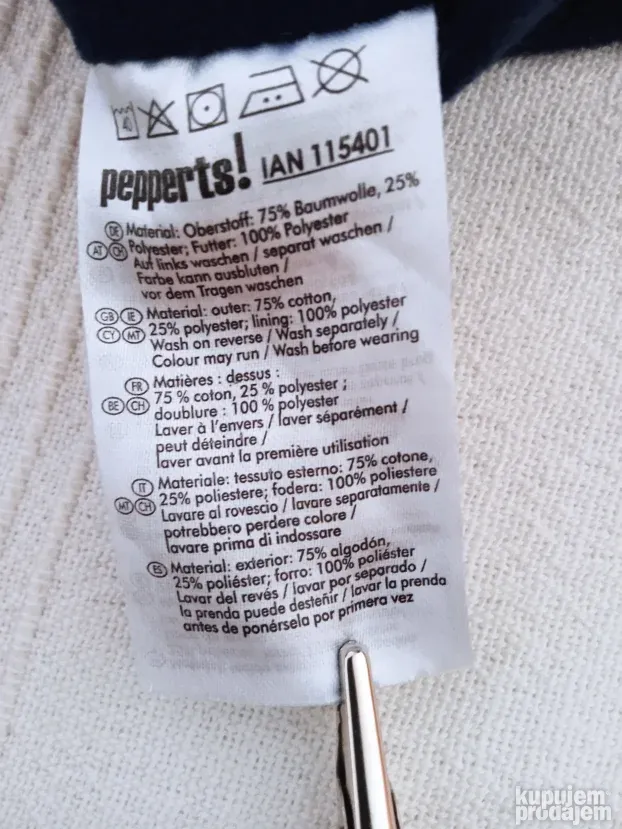 40
pepperts! IAN 115401
DE Material: Oberstoff: 75% Baumwolle, 25%
AT CH Polyester; Futter: 100% Polyester
Auf links waschen / separat waschen /
Farbe kann ausbluten /
vor dem Tragen waschen
GB IE Material: outer: 75% cotton,
CY MT 25% polyester; lining: 100% polyester
Wash on reverse / Wash separately /
Colour may run / Wash before wearing
FR Matières : dessus :
BE CH 75 % coton, 25 % polyester ;
doublure : 100 % polyester
Laver à l'envers / laver séparément /
peut déteindre /
laver avant la première utilisation
IT Materiale: tessuto esterno: 75% cotone,
MT CH 25% poliestere; fodera: 100% poliestere
Lavare al rovescio / lavare separatamente /
potrebbero perdere colore /
lavare prima di indossare
ES Material: exterior: 75% algodón,
25% poliéster; forro: 100% poliéster
Lavar del revés / lavar por separado /
la prenda puede desteñir / lavar la prenda
antes de ponérsela por primera vez
kupujem
prodajem